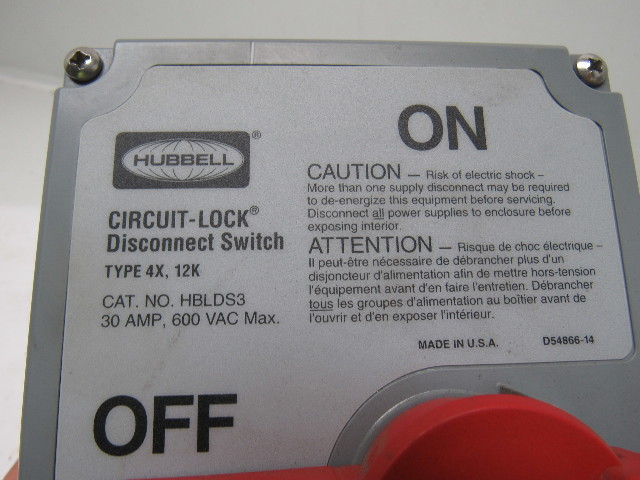 ON
HUBBELL®
CIRCUIT-LOCK®
Disconnect Switch
TYPE 4X, 12K
CAT. NO. HBLDS3
30 AMP, 600 VAC Max.
CAUTION — Risk of electric shock –
More than one supply disconnect may be required
to de-energize this equipment before servicing.
Disconnect all power supplies to enclosure before
exposing interior.
ATTENTION — Risque de choc électrique –
Il peut-être nécessaire de débrancher plus d'un
disjoncteur d'alimentation afin de mettre hors-tension
l'équipement avant d'en faire l'entretien. Débrancher
tous les groupes d'alimentation au boîtier avant de
l'ouvrir et d'en exposer l'intérieur.
MADE IN U.S.A. D54866-14
OFF